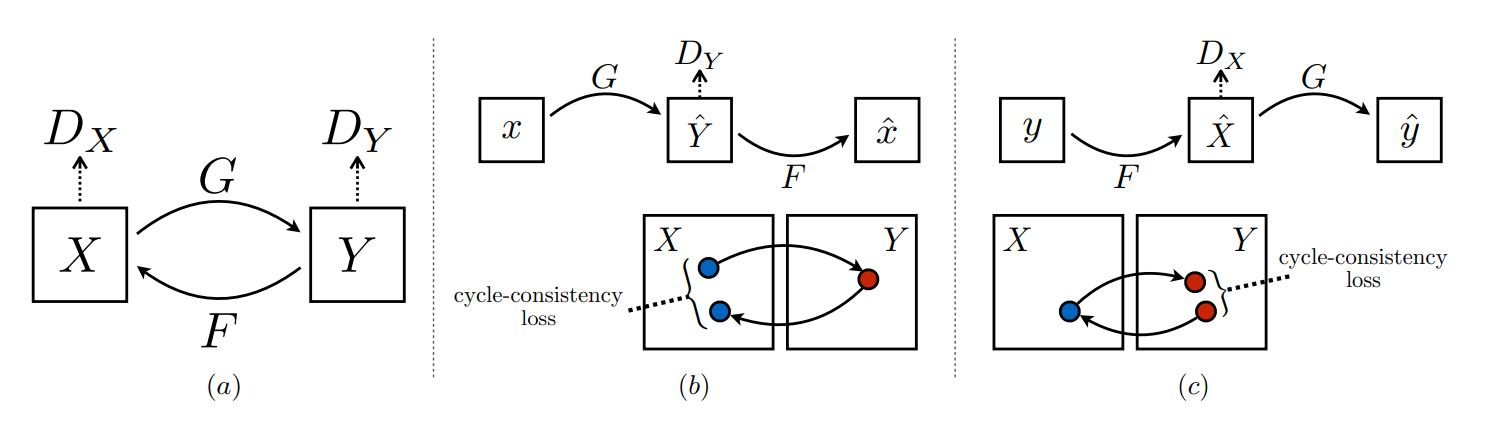 D_X
D_Y
G
X
Y
F
(a)
D_Y
G
x
Ŷ
x̂
F
X
Y
cycle-consistency
loss
(b)
D_X
G
y
X̂
ŷ
F
X
Y
cycle-consistency
loss
(c)